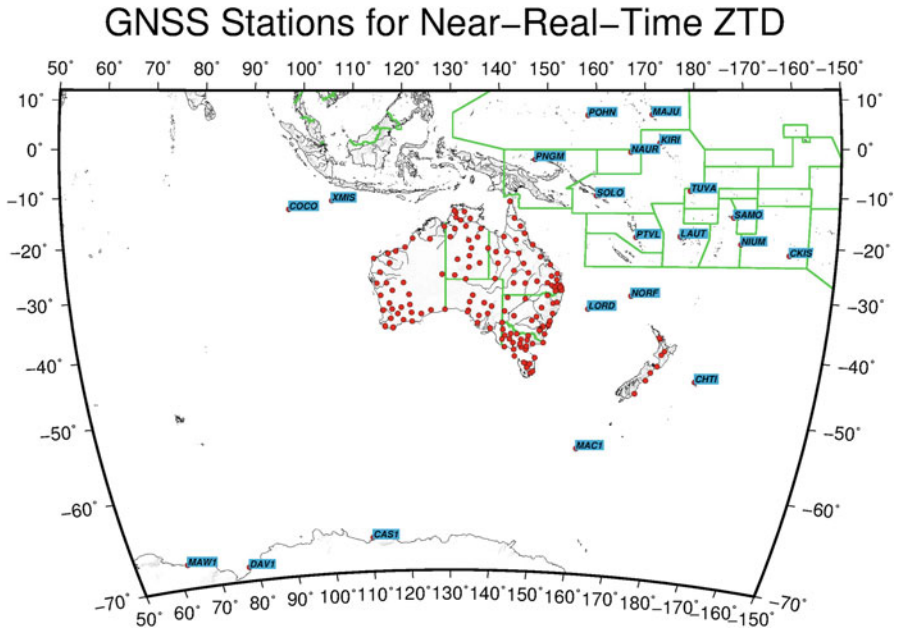 GNSS Stations for Near−Real−Time ZTD
50˚ 60˚ 70˚ 80˚ 90˚ 100˚ 110˚ 120˚ 130˚ 140˚ 150˚ 160˚ 170˚ 180˚ −170˚ −160˚ −150˚
10˚ 10˚
POHN MAJU
KIRI
0˚ 0˚
PNGM NAUR
−10˚ −10˚
COCO XMIS SOLO TUVA
SAMO
PTVL LAUT
−20˚ −20˚
NIUM
CKIS
−30˚ −30˚
LORD NORF
−40˚ −40˚
CHTI
−50˚ −50˚
MAC1
−60˚ −60˚
CAS1
MAW1 DAV1
−70˚ −70˚
50˚ 60˚ 70˚ 80˚ 90˚ 100˚ 110˚ 120˚ 130˚ 140˚ 150˚ 160˚ 170˚ 180˚ −170˚ −160˚ −150˚